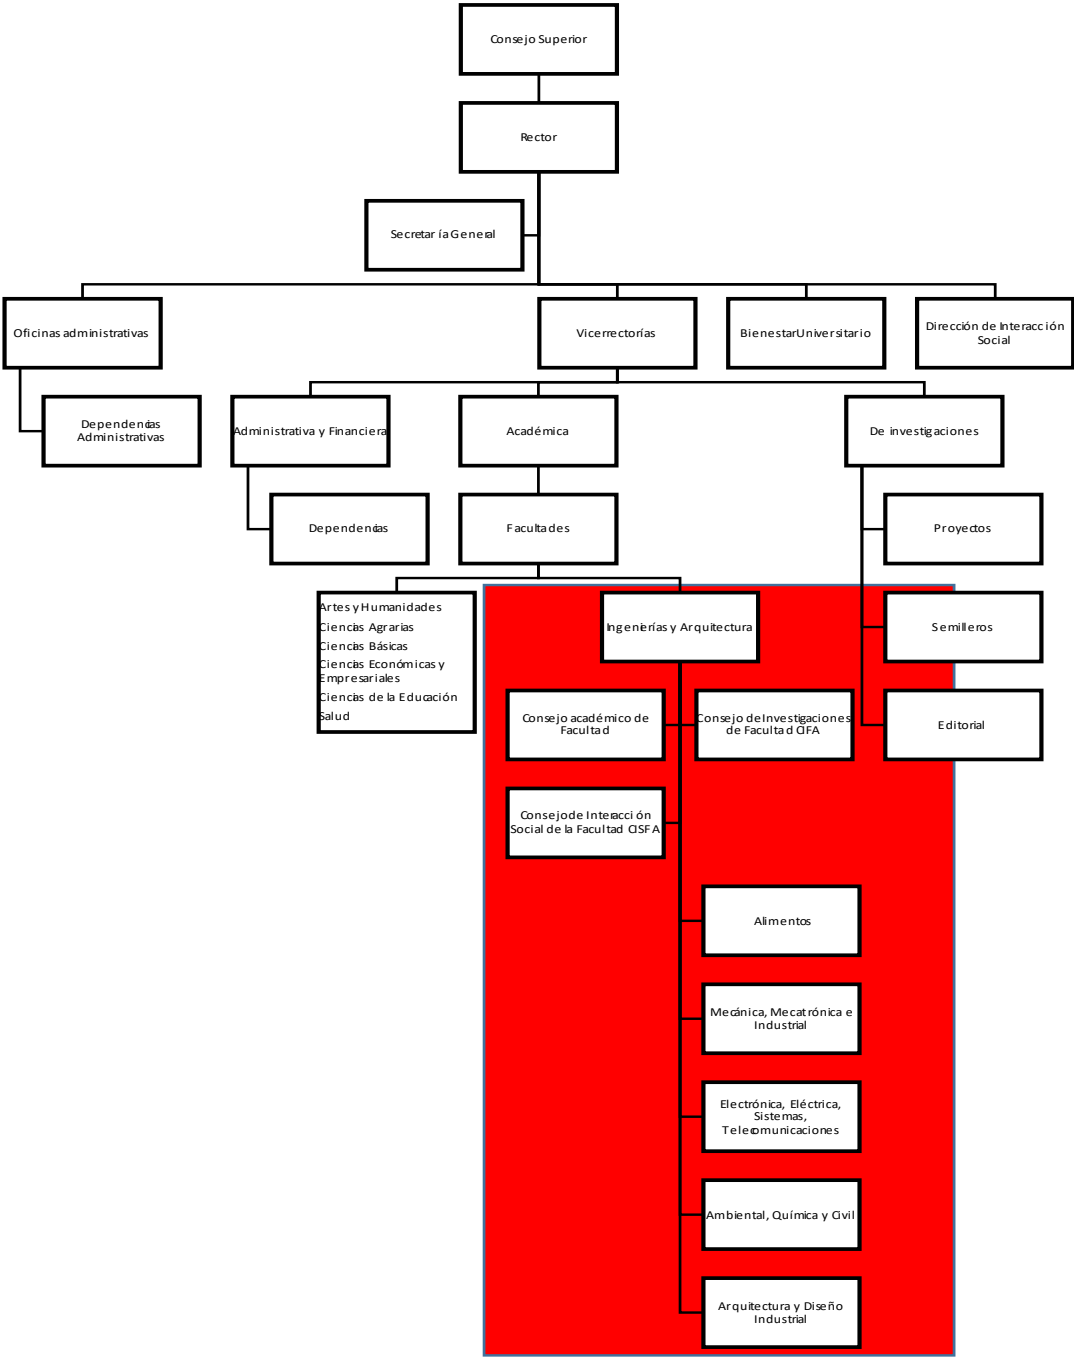 Consejo Superior
Rector
Secretaría General
Oficinas administrativas
Vicerrectorías
Bienestar Universitario
Dirección de Interacción
Social
Dependencias
Administrativas
Administrativa y Financiera
Académica
De investigaciones
Dependencias
Facultades
Proyectos
Artes y Humanidades
Ciencias Agrarias
Ciencias Básicas
Ciencias Económicas y
Empresariales
Ciencias de la Educación
Salud
Ingenierías y Arquitectura
Semilleros
Consejo académico de
Facultad
Consejo de Investigaciones
de Facultad CIFA
Editorial
Consejo de Interacción
Social de la Facultad CISFA
Alimentos
Mecánica, Mecatrónica e
Industrial
Electrónica, Eléctrica,
Sistemas,
Telecomunicaciones
Ambiental, Química y Civil
Arquitectura y Diseño
Industrial